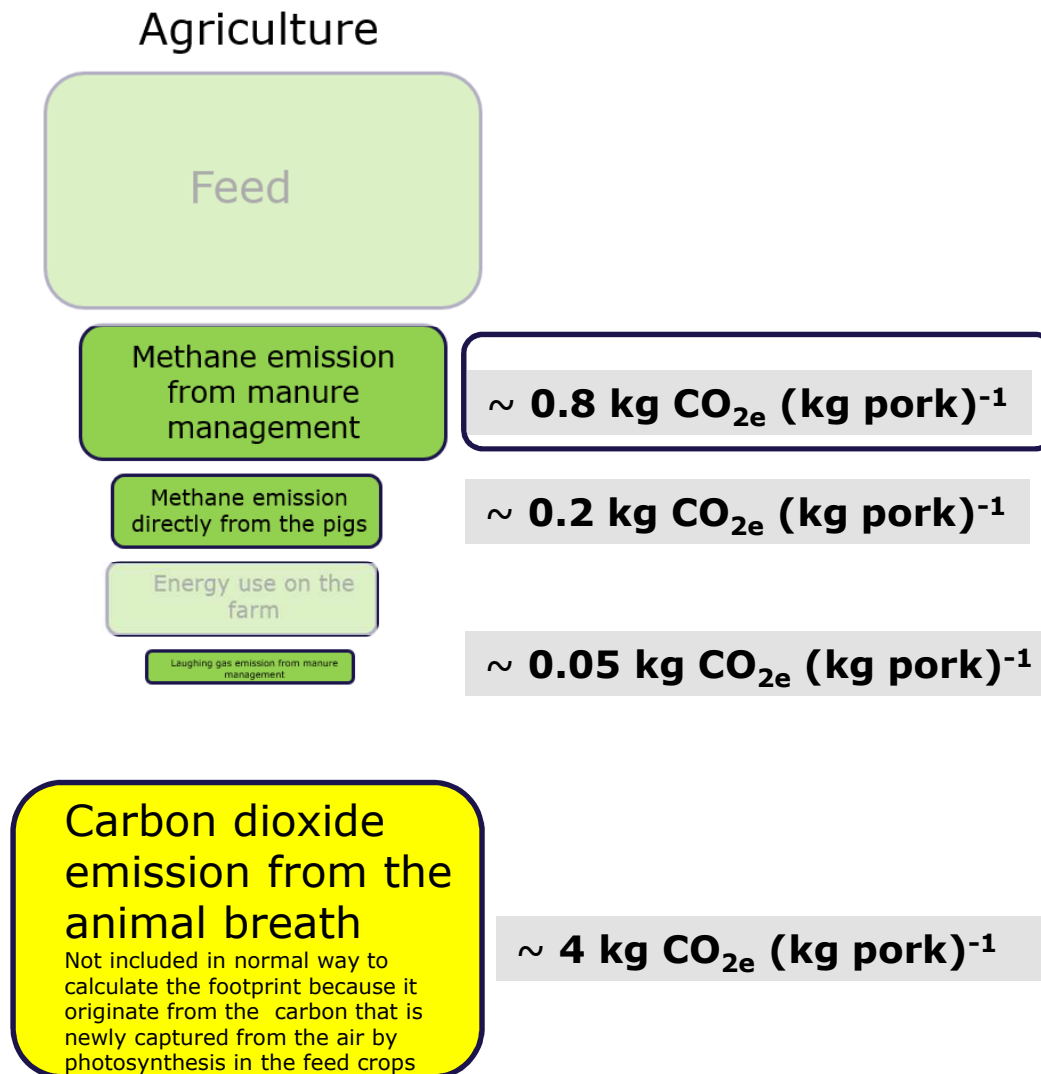 Agriculture
Feed
Methane emission
from manure
management
~ 0.8 kg CO2e (kg pork)-1
Methane emission
directly from the pigs
~ 0.2 kg CO2e (kg pork)-1
Energy use on the
farm
Laughing gas emission from manure
management
~ 0.05 kg CO2e (kg pork)-1
Carbon dioxide
emission from the
animal breath
Not included in normal way to
calculate the footprint because it
originate from the carbon that is
newly captured from the air by
photosynthesis in the feed crops
~ 4 kg CO2e (kg pork)-1